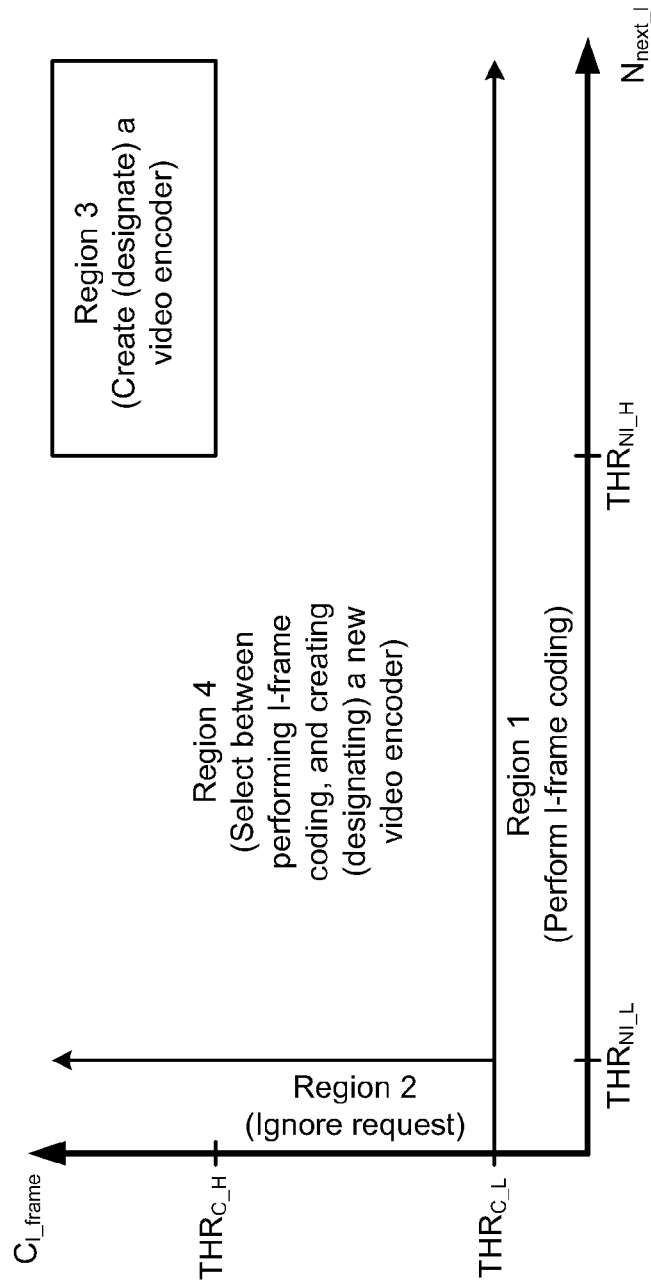 C_I_frame
THR_C_H
THR_C_L
Region 2
(Ignore request)
Region 4
(Select between
performing I-frame
coding, and creating
(designating) a new
video encoder)
Region 3
(Create (designate) a
video encoder)
Region 1
(Perform I-frame coding)
THR_NI_L
THR_NI_H
N_next_I